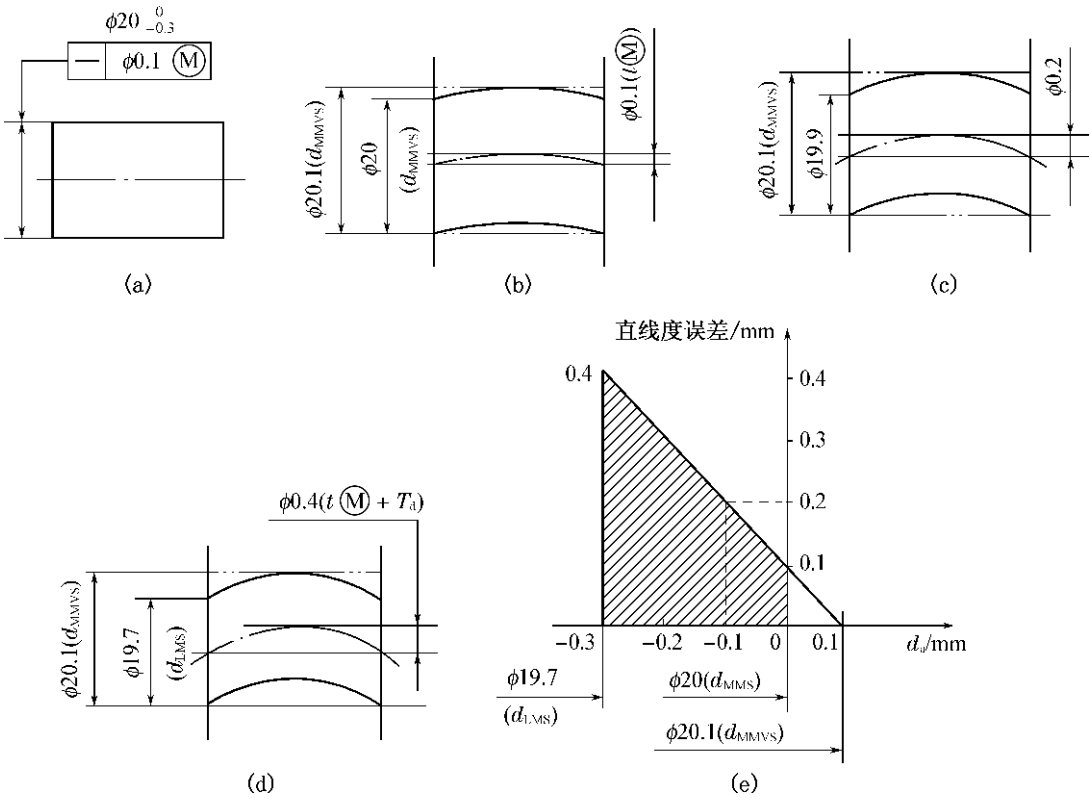 ϕ20 0 −0.3
— ϕ0.1 Ⓜ
(a)
ϕ20.1(dMMVS)
ϕ20
(dMMVS)
ϕ0.1(tⓂ)
(b)
ϕ20.1(dMMVS)
ϕ19.9
ϕ0.2
(c)
ϕ0.4(t Ⓜ + Td)
ϕ20.1(dMMVS)
ϕ19.7
(dLMS)
(d)
直线度误差/mm
0.4
0.4
0.3
0.2
0.1
−0.3 −0.2 −0.1 0 0.1 da/mm
ϕ19.7
(dLMS)
ϕ20(dMMS)
ϕ20.1(dMMVS)
(e)